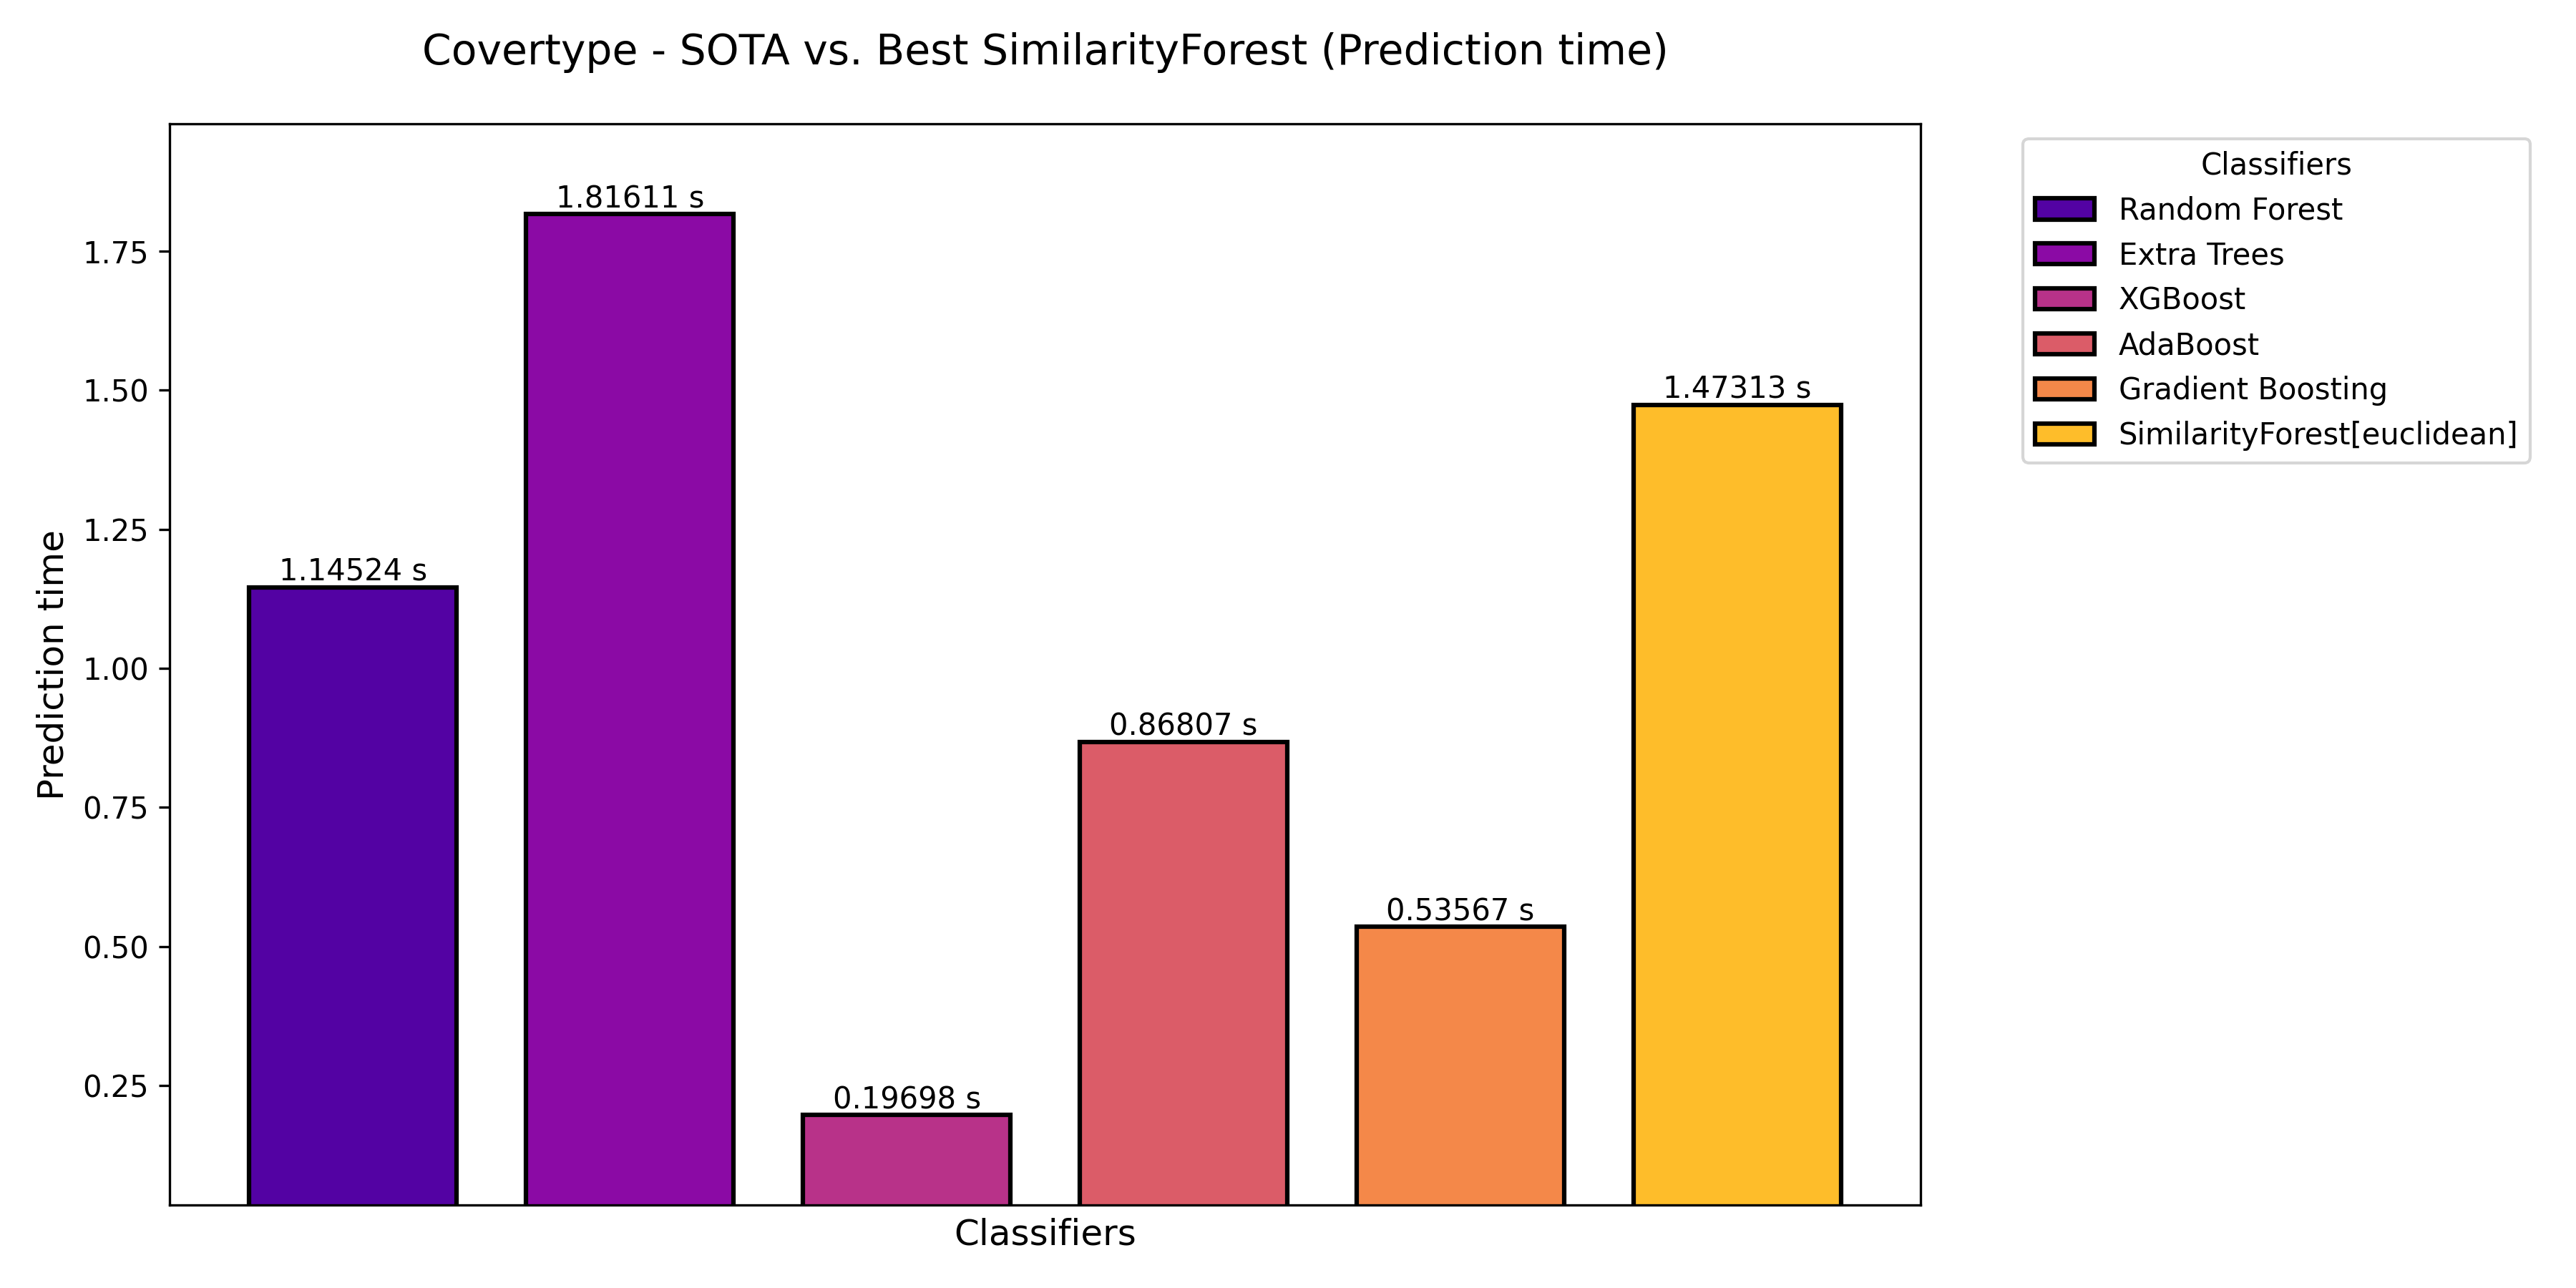 Covertype - SOTA vs. Best SimilarityForest (Prediction time)
Prediction time
1.75
1.50
1.25
1.00
0.75
0.50
0.25
1.14524 s
1.81611 s
0.19698 s
0.86807 s
0.53567 s
1.47313 s
Classifiers
Classifiers
Random Forest
Extra Trees
XGBoost
AdaBoost
Gradient Boosting
SimilarityForest[euclidean]